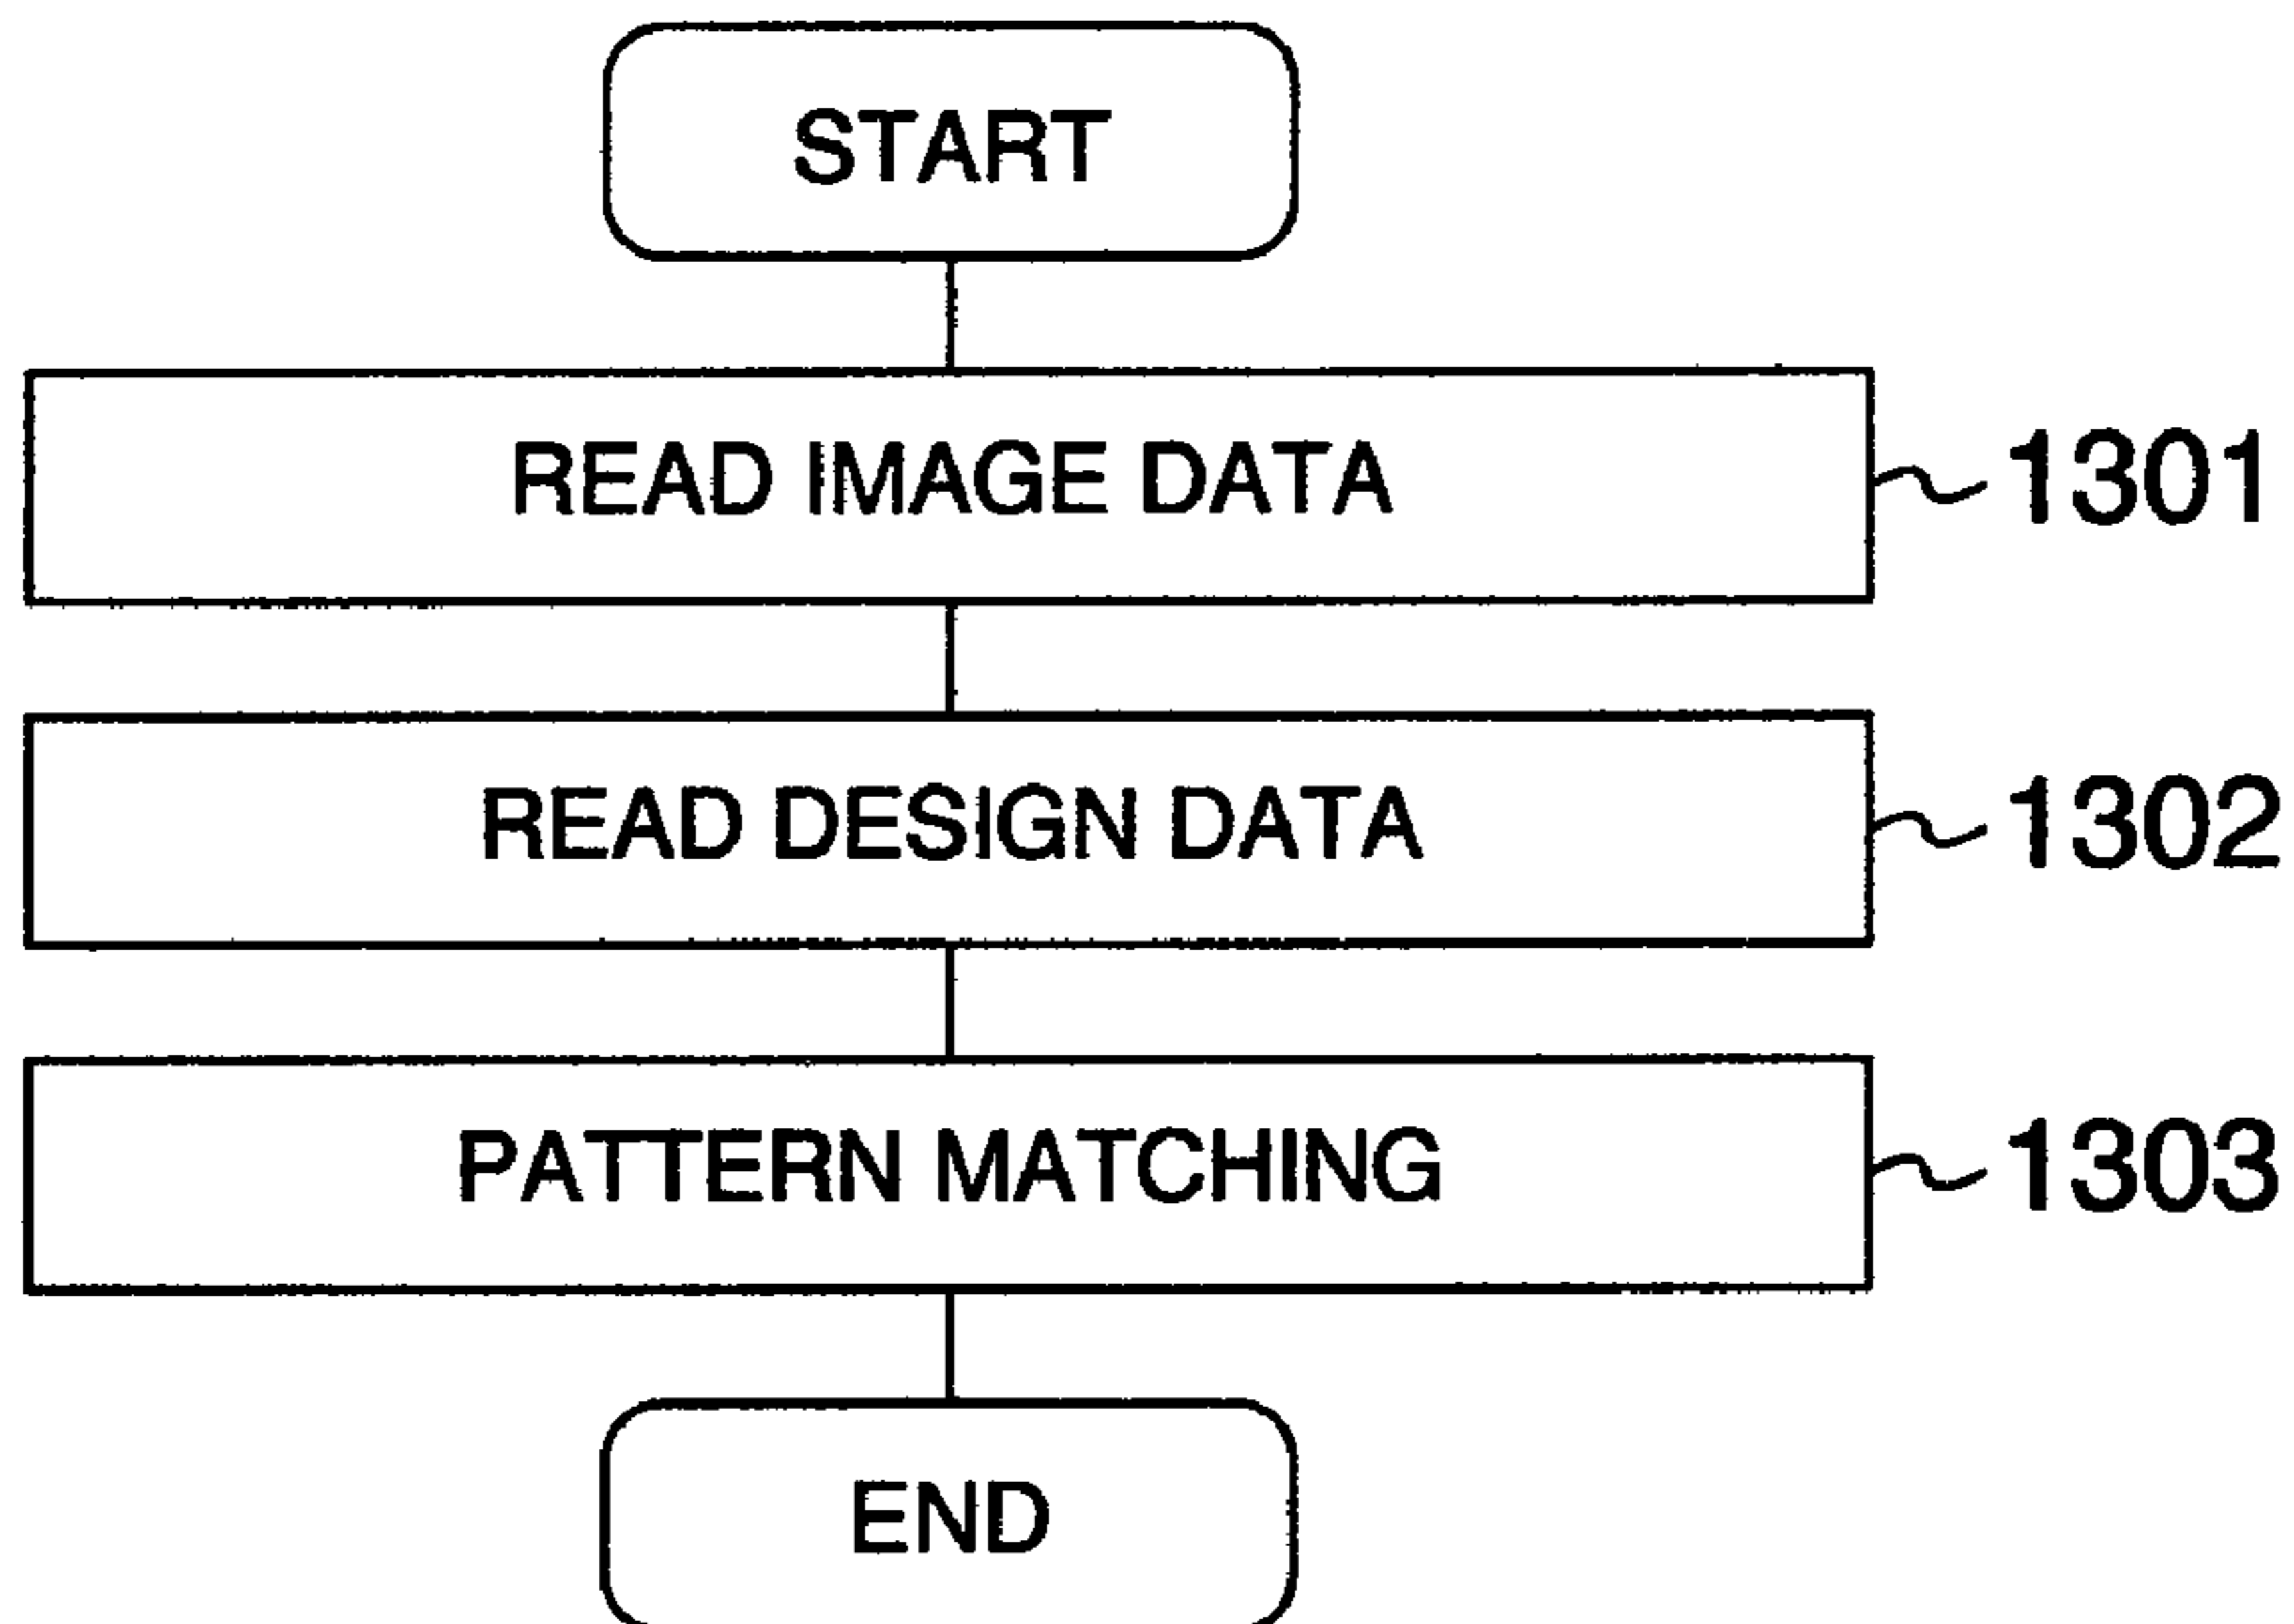 START
READ IMAGE DATA
1301
READ DESIGN DATA
1302
PATTERN MATCHING
1303
END